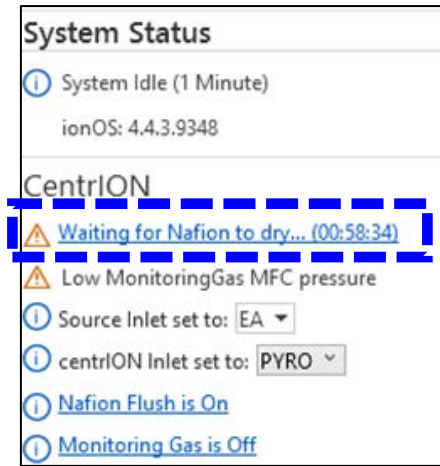 System Status
System Idle (1 Minute)
ionOS: 4.4.3.9348
CentrION
Waiting for Nafion to dry... (00:58:34)
Low MonitoringGas MFC pressure
Source Inlet set to: EA
centrION Inlet set to: PYRO
Nafion Flush is On
Monitoring Gas is Off